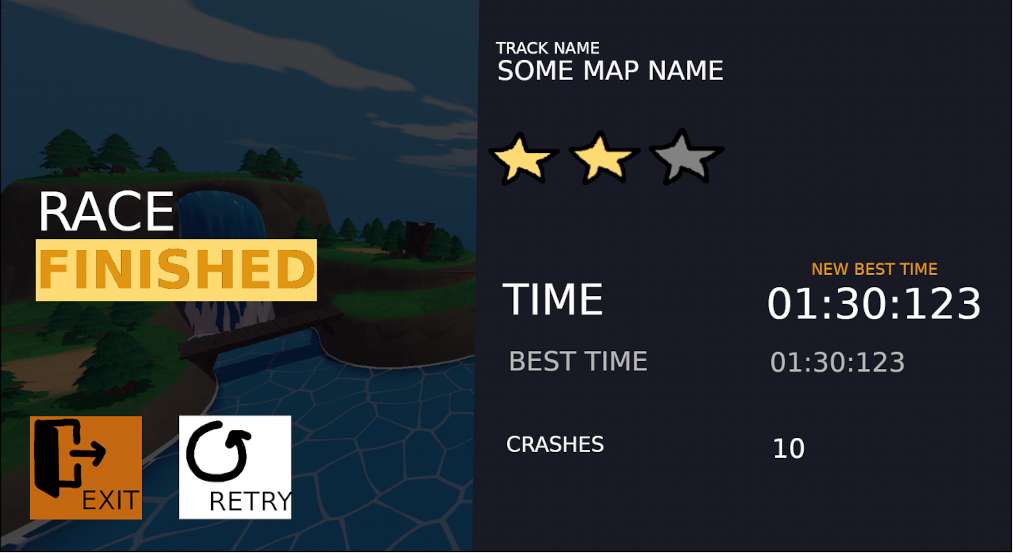 RACE
FINISHED
EXIT
RETRY
TRACK NAME
SOME MAP NAME
NEW BEST TIME
TIME 01:30:123
BEST TIME 01:30:123
CRASHES 10